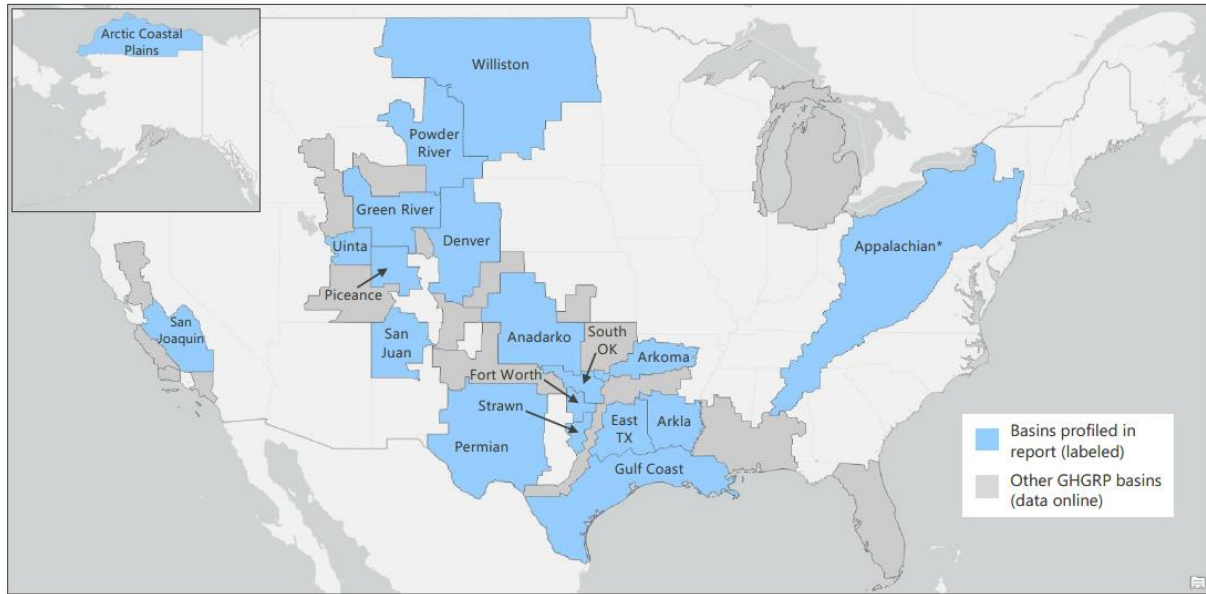 Arctic Coastal
Plains
Williston
Powder
River
Green River
Uinta
Denver
Appalachian*
Piceance
San
Joaquin
San
Juan
Anadarko
South
OK
Arkoma
Fort Worth
Strawn
East
TX
Arkla
Permian
Gulf Coast
Basins profiled in
report (labeled)
Other GHGRP basins
(data online)